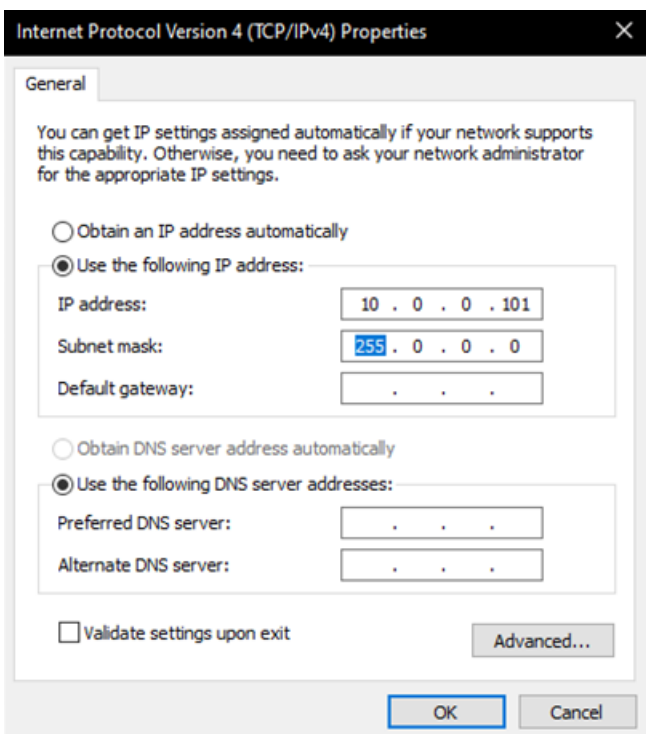 Internet Protocol Version 4 (TCP/IPv4) Properties
General
You can get IP settings assigned automatically if your network supports
this capability. Otherwise, you need to ask your network administrator
for the appropriate IP settings.
Obtain an IP address automatically
Use the following IP address:
IP address: 10 . 0 . 0 . 101
Subnet mask: 255 . 0 . 0 . 0
Default gateway: . . .
Obtain DNS server address automatically
Use the following DNS server addresses:
Preferred DNS server: . . .
Alternate DNS server: . . .
Validate settings upon exit
Advanced...
OK Cancel